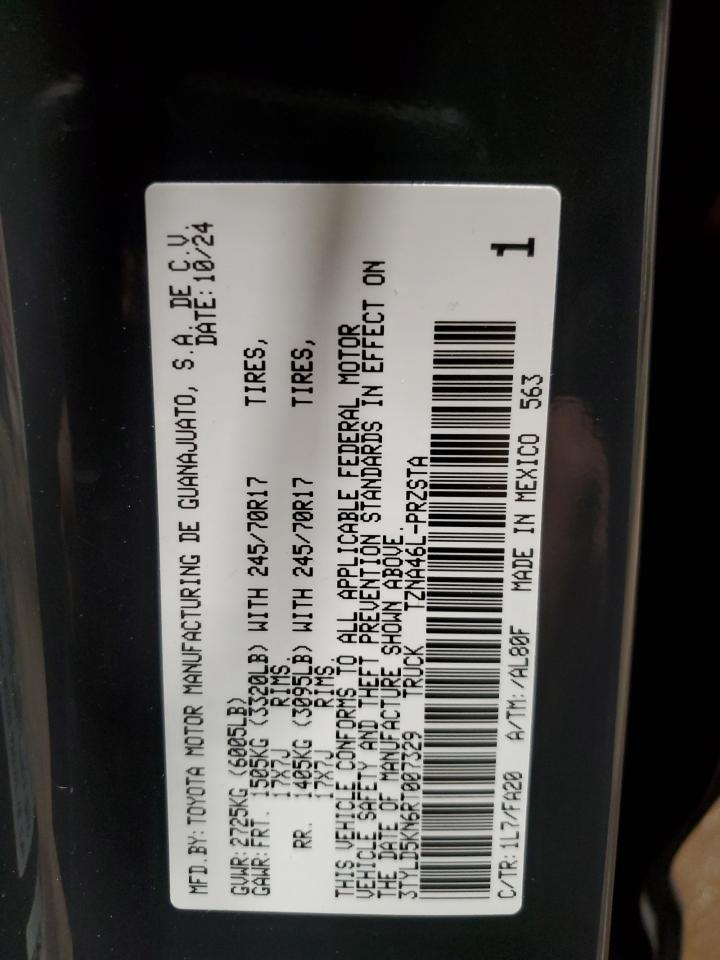 MFD.BY: TOYOTA MOTOR MANUFACTURING DE GUANAJUATO, S.A. DE C.V.
DATE: 10/24
GVWR: 2725KG (6005LB)
GAWR: FRT. 1505KG (3320LB) WITH 245/70R17 TIRES,
17X7J RIMS.
RR. 1405KG (3095LB) WITH 245/70R17 TIRES,
17X7J RIMS.
THIS VEHICLE CONFORMS TO ALL APPLICABLE FEDERAL MOTOR
VEHICLE SAFETY AND THEFT PREVENTION STANDARDS IN EFFECT ON
THE DATE OF MANUFACTURE SHOWN ABOVE.
3TYLD5KN6RT007329 TRUCK TZNA46L-PRZSTA
1
C/TR: 1L7/FA20 A/TM: /AL80F MADE IN MEXICO 563